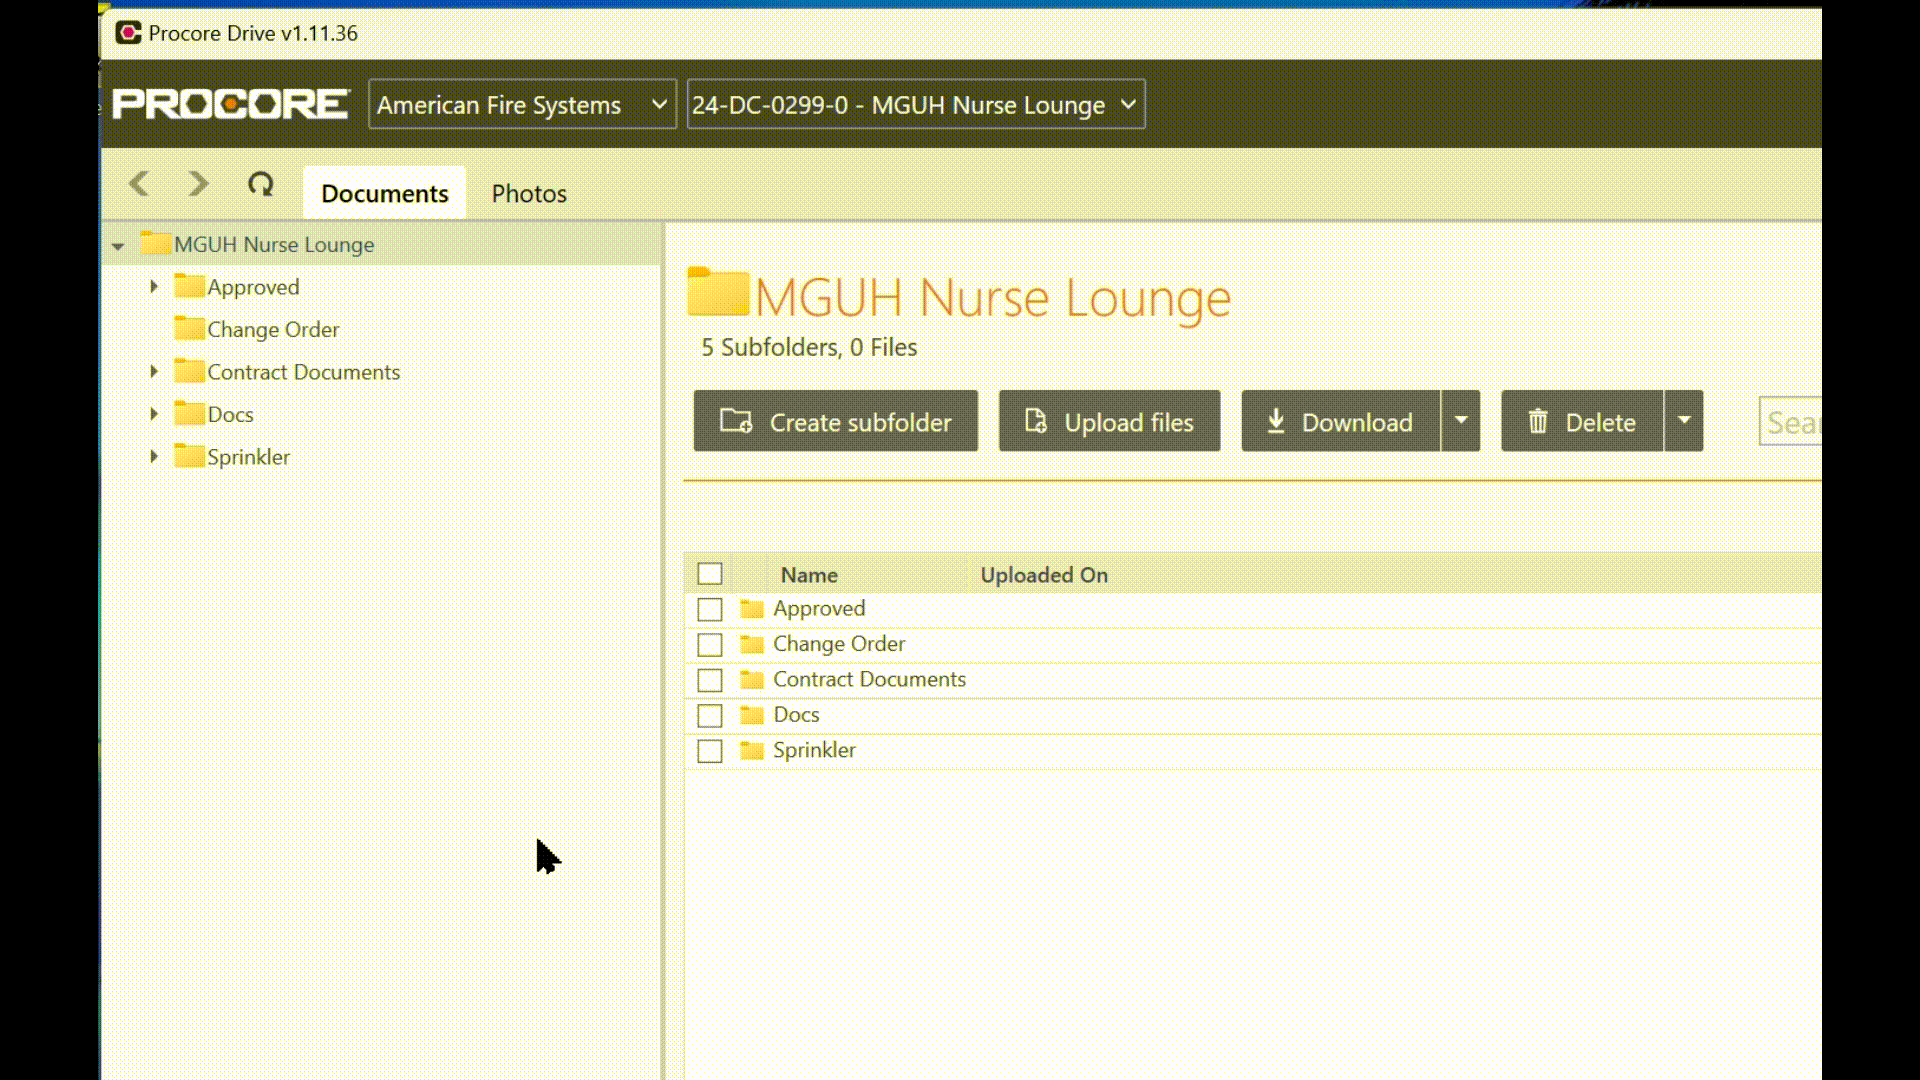 Procore Drive v1.11.36
PROCORE American Fire Systems 24-DC-0299-0 - MGUH Nurse Lounge
Documents Photos
MGUH Nurse Lounge
Approved
Change Order
Contract Documents
Docs
Sprinkler
MGUH Nurse Lounge
5 Subfolders, 0 Files
Create subfolder Upload files Download Delete Sea
Name Uploaded On
Approved
Change Order
Contract Documents
Docs
Sprinkler